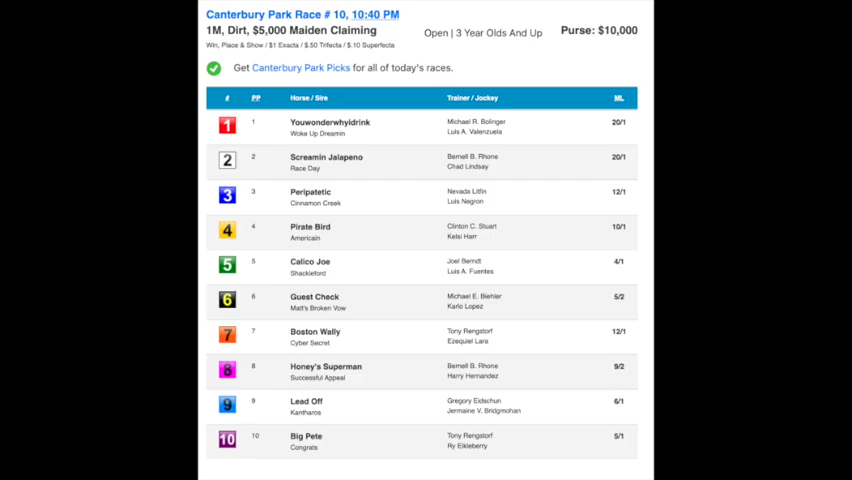 Canterbury Park Race # 10, 10:40 PM
1M, Dirt, $5,000 Maiden Claiming Open | 3 Year Olds And Up Purse: $10,000
Win, Place & Show / $1 Exacta / $.50 Trifecta / $.10 Superfecta
Get Canterbury Park Picks for all of today's races.
# PP Horse / Sire Trainer / Jockey ML
1 1 Youwonderwhyidrink Michael R. Bolinger 20/1
Woke Up Dreamin Luis A. Valenzuela
2 2 Screamin Jalapeno Bernell B. Rhone 20/1
Race Day Chad Lindsay
3 3 Peripatetic Nevada Litfin 12/1
Cinnamon Creek Luis Negron
4 4 Pirate Bird Clinton C. Stuart 10/1
Americain Kelsi Harr
5 5 Calico Joe Joel Berndt 4/1
Shackleford Luis A. Fuentes
6 6 Guest Check Michael E. Biehler 5/2
Matt's Broken Vow Karlo Lopez
7 7 Boston Wally Tony Rengstorf 12/1
Cyber Secret Ezequiel Lara
8 8 Honey's Superman Bernell B. Rhone 9/2
Successful Appeal Harry Hernandez
9 9 Lead Off Gregory Eidschun 6/1
Kantharos Jermaine V. Bridgmohan
10 10 Big Pete Tony Rengstorf 5/1
Congrats Ry Eikleberry